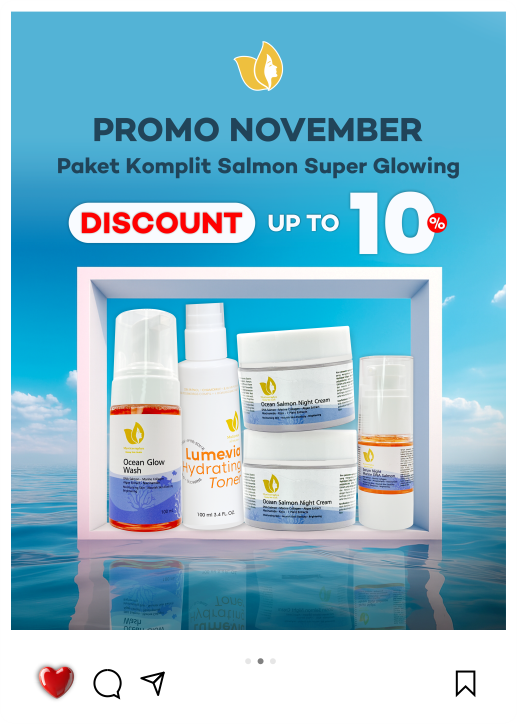 PROMO NOVEMBER
Paket Komplit Salmon Super Glowing
DISCOUNT UP TO 10%
Ocean Glow
Wash
Lumevia
Hydrating
Toner
100 ml 3.4 FL.OZ.
Ocean Salmon Night Cream
Ocean Salmon Night Cream